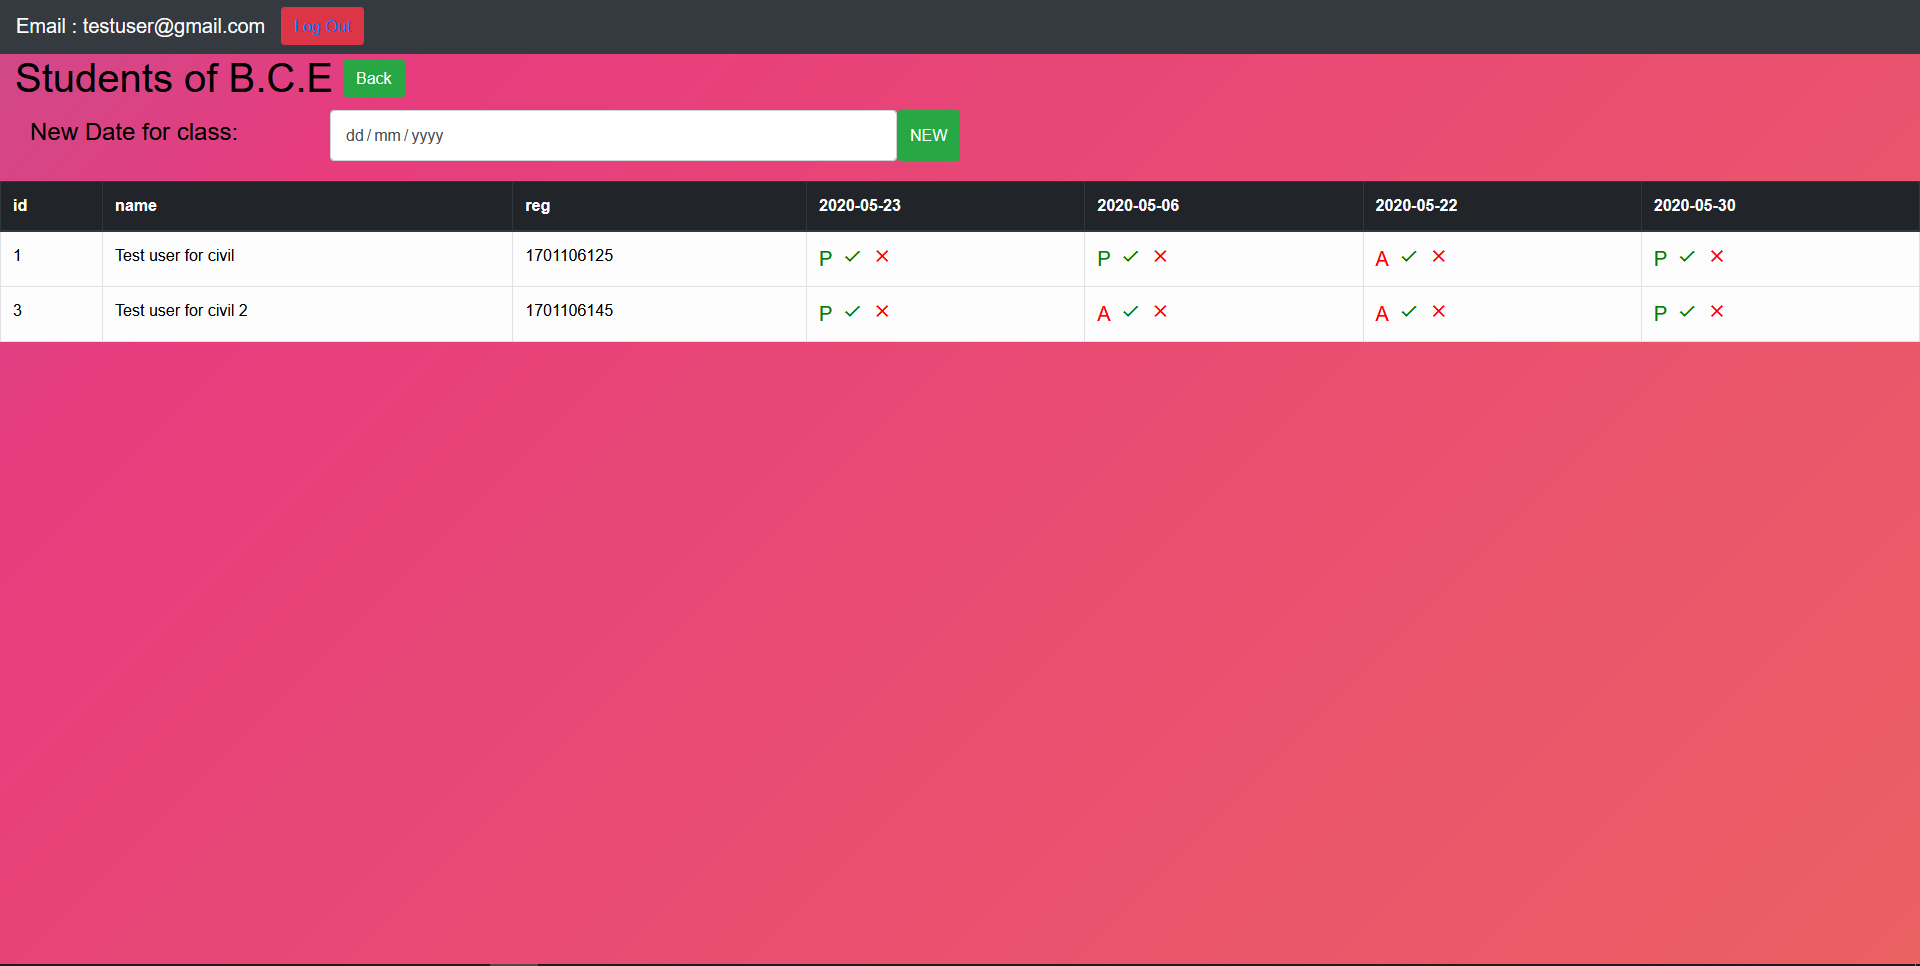 Email : testuser@gmail.com Log Out
Students of B.C.E Back
New Date for class: dd/mm/yyyy NEW
id name reg 2020-05-23 2020-05-06 2020-05-22 2020-05-30
1 Test user for civil 1701106125 P ✓ ✕ P ✓ ✕ A ✓ ✕ P ✓ ✕
3 Test user for civil 2 1701106145 P ✓ ✕ A ✓ ✕ A ✓ ✕ P ✓ ✕